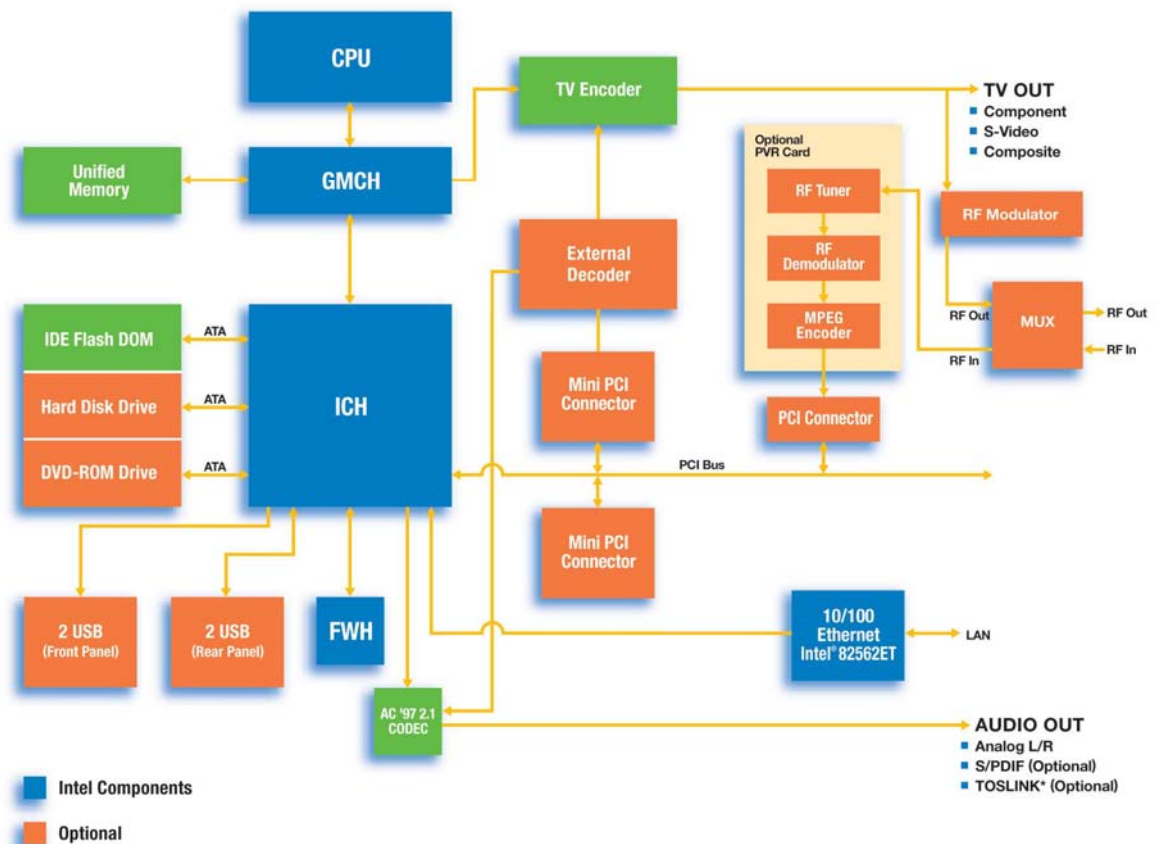 CPU
TV Encoder
TV OUT
Component
S-Video
Composite
Optional
PVR Card
Unified
Memory
GMCH
RF Tuner
RF Modulator
External
Decoder
RF
Demodulator
IDE Flash DOM
ATA
MPEG
Encoder
RF Out
MUX
RF Out
RF In
RF In
Hard Disk Drive
ATA
ICH
Mini PCI
Connector
PCI Connector
DVD-ROM Drive
ATA
PCI Bus
Mini PCI
Connector
2 USB
(Front Panel)
2 USB
(Rear Panel)
FWH
10/100
Ethernet
Intel® 82562ET
LAN
AC '97 2.1
CODEC
AUDIO OUT
Analog L/R
S/PDIF (Optional)
TOSLINK* (Optional)
Intel Components
Optional